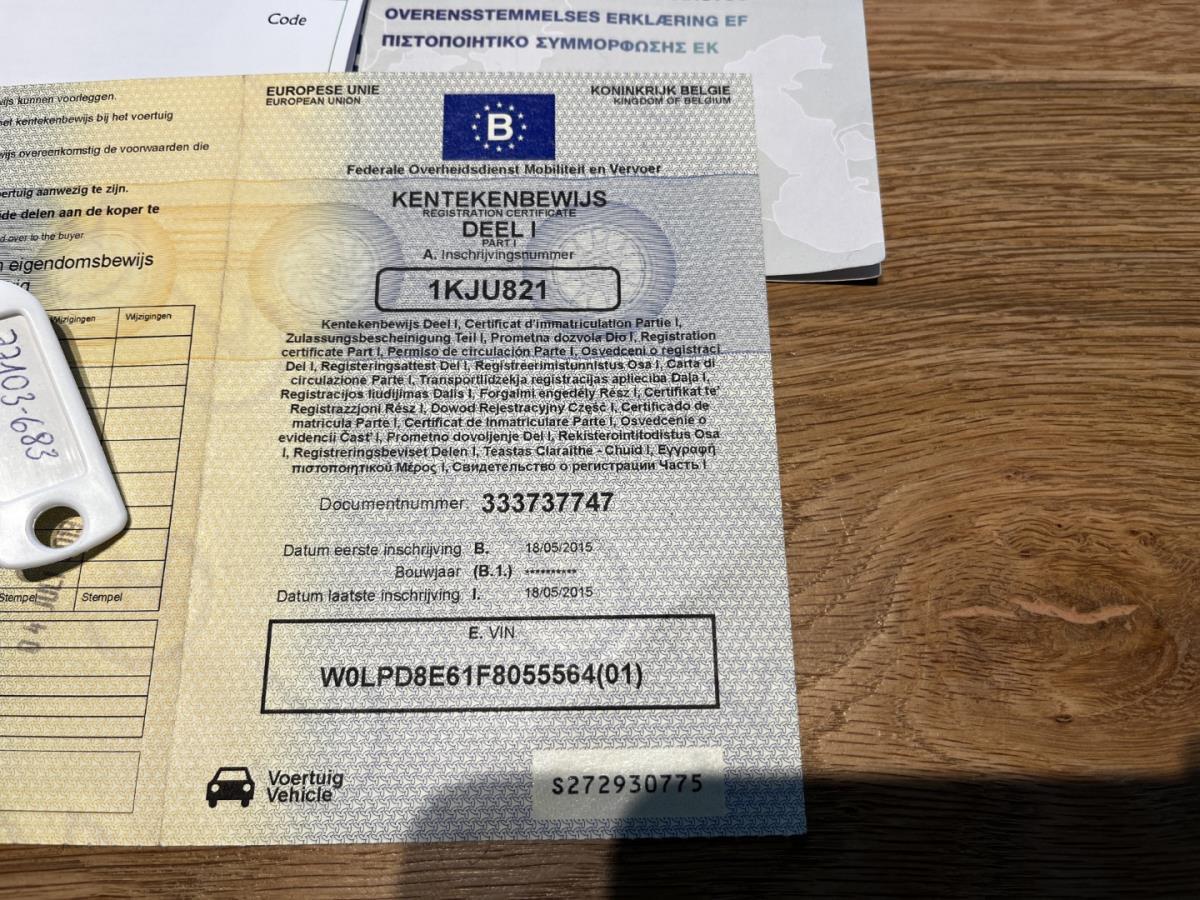 Code
OVERENSSTEMMELSES ERKLÆRING EF
ΠΙΣΤΟΠΟΙΗΤΙΚΟ ΣΥΜΜΟΡΦΩΣΗΣ ΕΚ
kunnen voorleggen.
kentekenbewijs bij het voertuig
overeenkomstig de voorwaarden die
aanwezig te zijn.
delen aan de koper te
over to the buyer
eigendomsbewijs
Wijzigingen
Wijzigingen
77103-683
Stempel
Stempel
04
EUROPESE UNIE
EUROPEAN UNION
KONINKRIJK BELGIE
KINGDOM OF BELGIUM
B
Federale Overheidsdienst Mobiliteit en Vervoer
KENTEKENBEWIJS
REGISTRATION CERTIFICATE
DEEL I
PART I
A. Inschrijvingsnummer
1KJU821
Kentekenbewijs Deel I, Certificat d'immatriculation Partie I,
Zulassungsbescheinigung Teil I, Prometna dozvola Dio I, Registration
certificate Part I, Permiso de circulación Parte I, Osvedceni o registraci
Del I, Registeringsattest Del I, Registreerimistunnistus Osa I, Carta di
circulazione Parte I, Transportlidzekja registracijas aplieciba Daļa I,
Registracijos liudijimas Dalis I, Forgalmi engedély Rész I, Certifikat te'
Registrazzjoni Rész I, Dowod Rejestracyjny Część I, Certificado de
matricula Parte I, Certificat de Inmatriculare Parte I, Osvedcenie o
evidencii Cast' I, Prometno dovoljenje Del I, Rekisterointitodistus Osa
I, Registreringsbeviset Delen I, Teastas Claraithe - Chuid I, Εγγραφή
πιστοποιητικού Μέρος I, Свидетельство о регистрации Часть I
Documentnummer: 333737747
Datum eerste inschrijving B. 18/05/2015
Bouwjaar (B.1.) **********
Datum laatste inschrijving I. 18/05/2015
E. VIN
W0LPD8E61F8055564(01)
Voertuig
Vehicle
S272930775